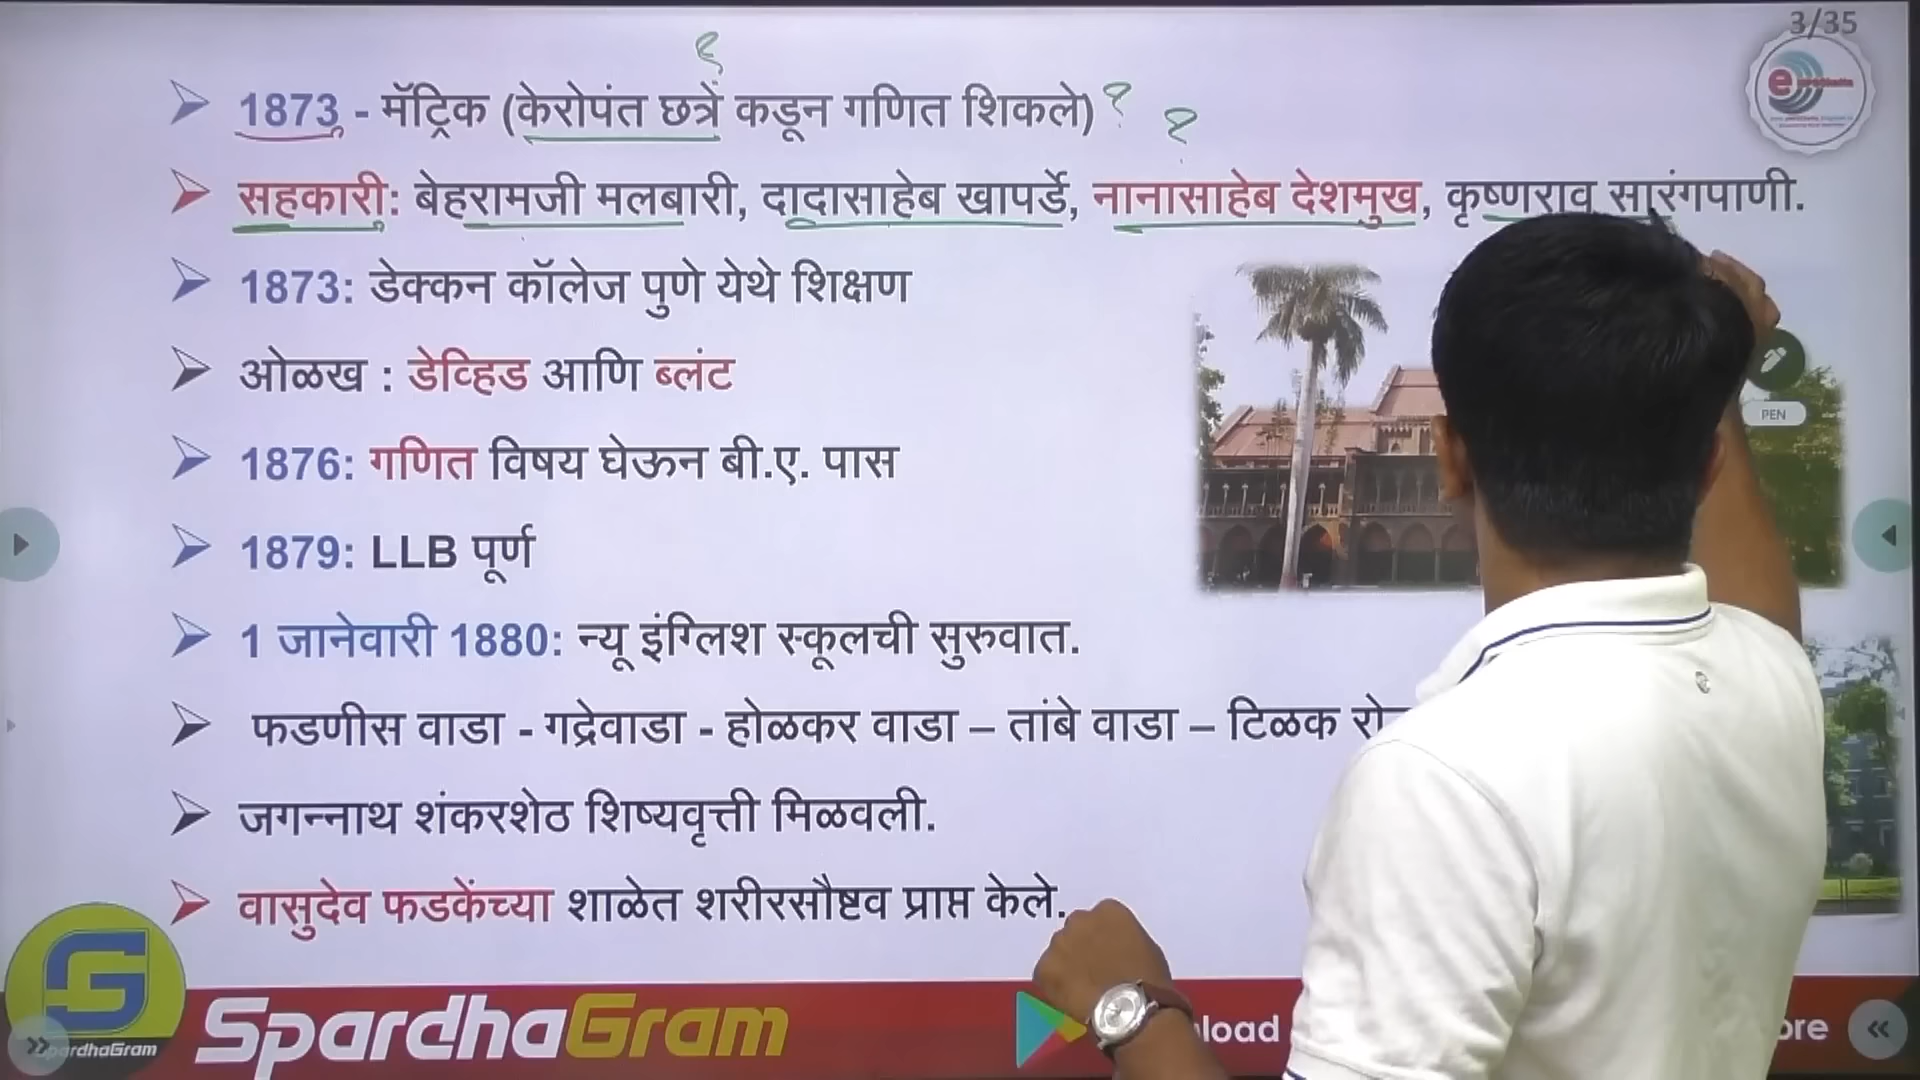 3/35
1873 - मॅट्रिक (केरोपंत छत्रें कडून गणित शिकले) ?
सहकारी: बेहरामजी मलबारी, दादासाहेब खापर्डे, नानासाहेब देशमुख, कृष्णराव सारंगपाणी.
1873: डेक्कन कॉलेज पुणे येथे शिक्षण
ओळख : डेव्हिड आणि ब्लंट
PEN
1876: गणित विषय घेऊन बी.ए. पास
1879: LLB पूर्ण
1 जानेवारी 1880: न्यू इंग्लिश स्कूलची सुरुवात.
फडणीस वाडा - गद्रेवाडा - होळकर वाडा – तांबे वाडा – टिळक
जगन्नाथ शंकरशेठ शिष्यवृत्ती मिळवली.
वासुदेव फडकेंच्या शाळेत शरीरसौष्टव प्राप्त केले.
SpardhaGram
SpardhaGram